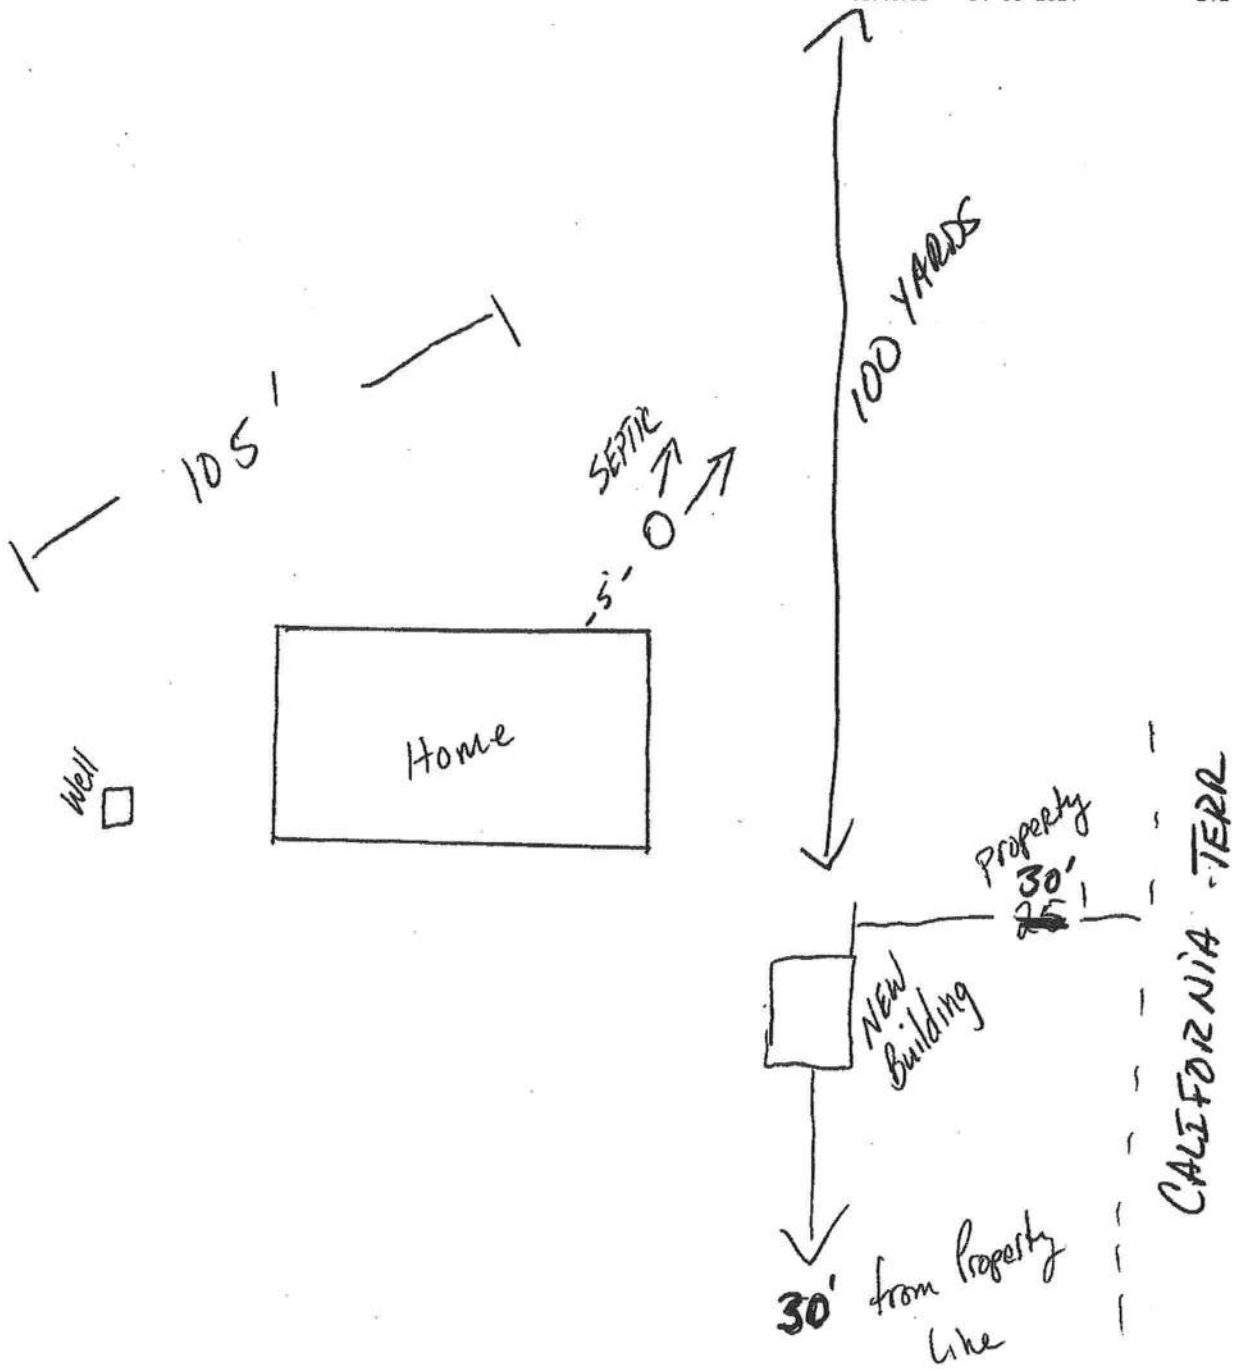 100 YARDS
105'
SEPTIC
5'
Home
Well
property
30'
25'
CALIFORNIA TERR
NEW
Building
30' from Property
Line